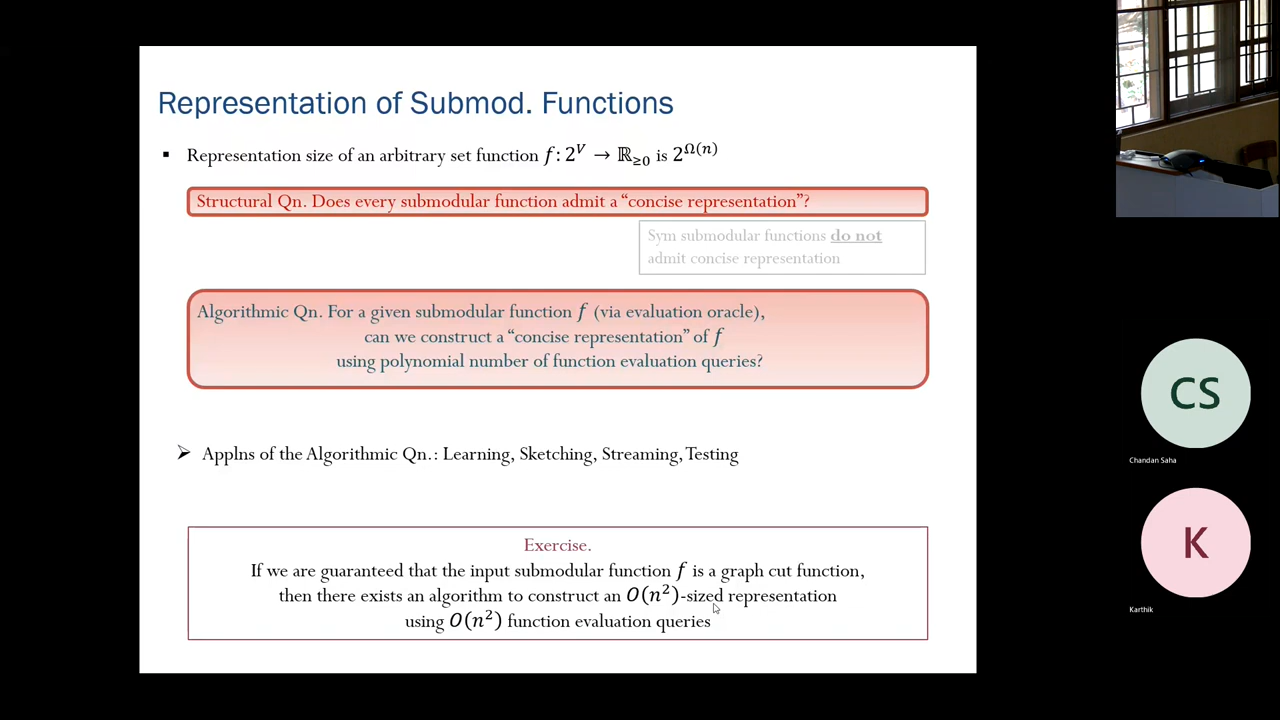 Representation of Submod. Functions
▪ Representation size of an arbitrary set function f: 2^V → ℝ≥0 is 2^Ω(n)
Structural Qn. Does every submodular function admit a “concise representation”?
Sym submodular functions do not
admit concise representation
Algorithmic Qn. For a given submodular function f (via evaluation oracle),
can we construct a “concise representation” of f
using polynomial number of function evaluation queries?
➢ Applns of the Algorithmic Qn.: Learning, Sketching, Streaming, Testing
Exercise.
If we are guaranteed that the input submodular function f is a graph cut function,
then there exists an algorithm to construct an O(n²)-sized representation
using O(n²) function evaluation queries
CS
Chandan Saha
K
Karthik